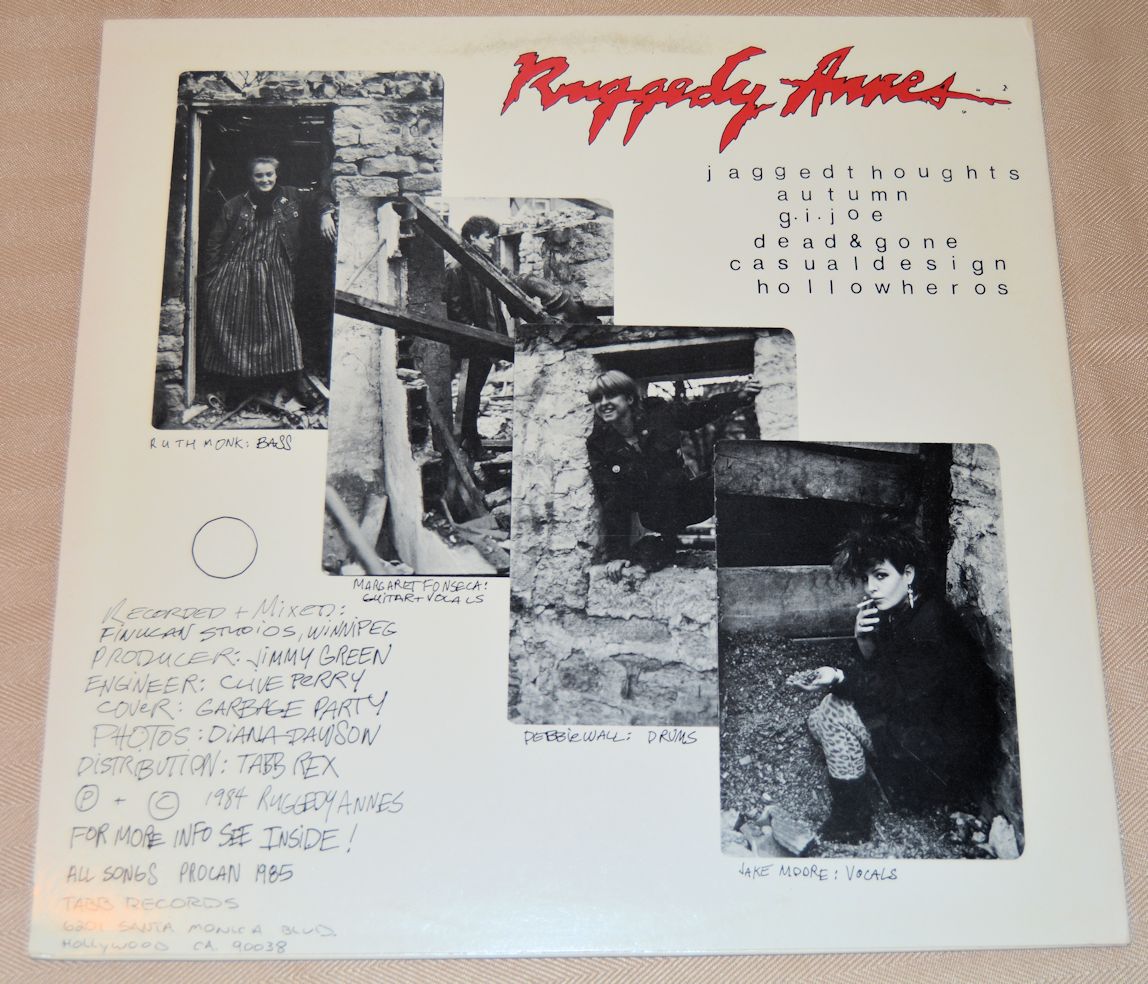 Ruggedy Annes
jaggedthoughts
autumn
g.i.joe
dead&gone
casualdesign
hollowheros
RUTH MONK: BASS
MARGARET FONSECA:
GUITAR + VOCALS
DEBBIE WALL: DRUMS
JAKE MOORE: VOCALS
RECORDED + MIXED:
FINUCAN STUDIOS, WINNIPEG
PRODUCER: JIMMY GREEN
ENGINEER: CLIVE PERRY
COVER: GARBAGE PARTY
PHOTOS: DIANA DAWSON
DISTRIBUTION: TABB REX
Ⓟ + © 1984 RUGGEDY ANNES
FOR MORE INFO SEE INSIDE!
ALL SONGS PROCAN 1985
TABB RECORDS
6201 SANTA MONICA BLVD.
HOLLYWOOD CA. 90038